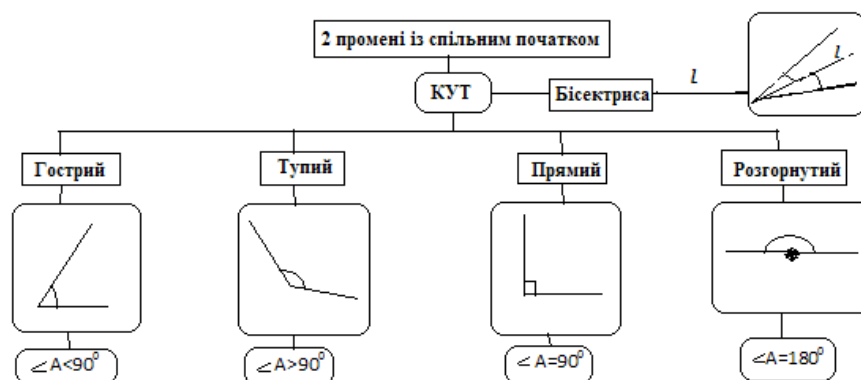 2 промені із спільним початком
КУТ
Бісектриса
l
l
Гострий
Тупий
Прямий
Розгорнутий
∠A<90⁰
∠A>90⁰
∠A=90⁰
∠A=180⁰